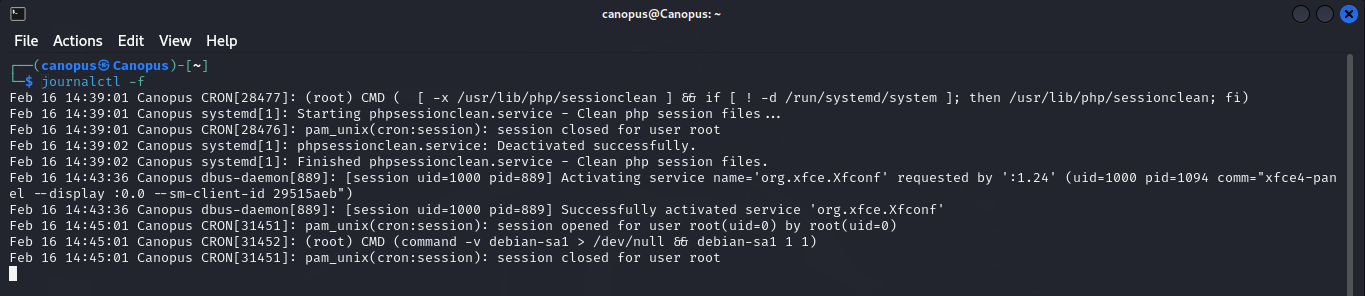 canopus@Canopus: ~
File Actions Edit View Help
┌──(canopus㉿Canopus)-[~]
└─$ journalctl -f
Feb 16 14:39:01 Canopus CRON[28477]: (root) CMD (  [ -x /usr/lib/php/sessionclean ] && if [ ! -d /run/systemd/system ]; then /usr/lib/php/sessionclean; fi)
Feb 16 14:39:01 Canopus systemd[1]: Starting phpsessionclean.service - Clean php session files...
Feb 16 14:39:01 Canopus CRON[28476]: pam_unix(cron:session): session closed for user root
Feb 16 14:39:02 Canopus systemd[1]: phpsessionclean.service: Deactivated successfully.
Feb 16 14:39:02 Canopus systemd[1]: Finished phpsessionclean.service - Clean php session files.
Feb 16 14:43:36 Canopus dbus-daemon[889]: [session uid=1000 pid=889] Activating service name='org.xfce.Xfconf' requested by ':1.24' (uid=1000 pid=1094 comm="xfce4-pan
el --display :0.0 --sm-client-id 29515aeb")
Feb 16 14:43:36 Canopus dbus-daemon[889]: [session uid=1000 pid=889] Successfully activated service 'org.xfce.Xfconf'
Feb 16 14:45:01 Canopus CRON[31451]: pam_unix(cron:session): session opened for user root(uid=0) by root(uid=0)
Feb 16 14:45:01 Canopus CRON[31452]: (root) CMD (command -v debian-sa1 > /dev/null && debian-sa1 1 1)
Feb 16 14:45:01 Canopus CRON[31451]: pam_unix(cron:session): session closed for user root